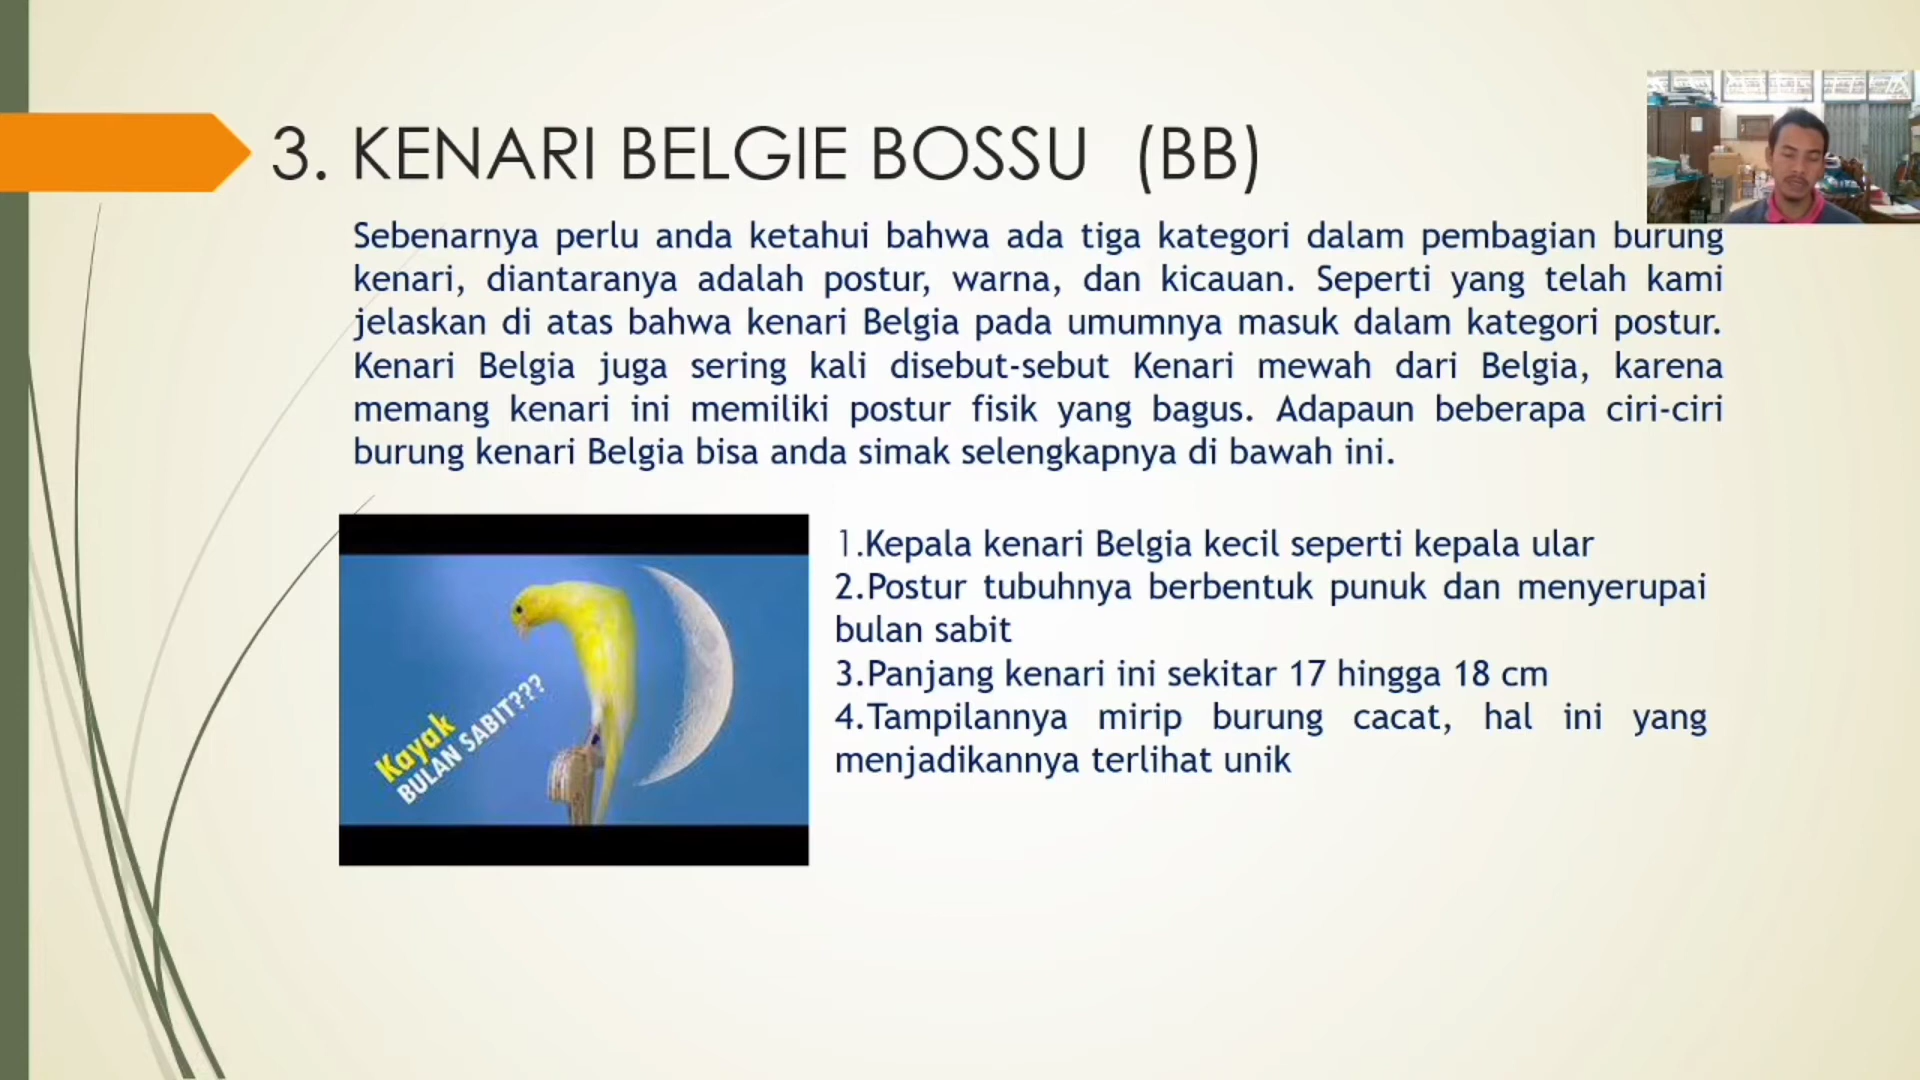 3. KENARI BELGIE BOSSU (BB)
Sebenarnya perlu anda ketahui bahwa ada tiga kategori dalam pembagian burung
kenari, diantaranya adalah postur, warna, dan kicauan. Seperti yang telah kami
jelaskan di atas bahwa kenari Belgia pada umumnya masuk dalam kategori postur.
Kenari Belgia juga sering kali disebut-sebut Kenari mewah dari Belgia, karena
memang kenari ini memiliki postur fisik yang bagus. Adapaun beberapa ciri-ciri
burung kenari Belgia bisa anda simak selengkapnya di bawah ini.
Kayak
BULAN SABIT???
1.Kepala kenari Belgia kecil seperti kepala ular
2.Postur tubuhnya berbentuk punuk dan menyerupai
bulan sabit
3.Panjang kenari ini sekitar 17 hingga 18 cm
4.Tampilannya mirip burung cacat, hal ini yang
menjadikannya terlihat unik